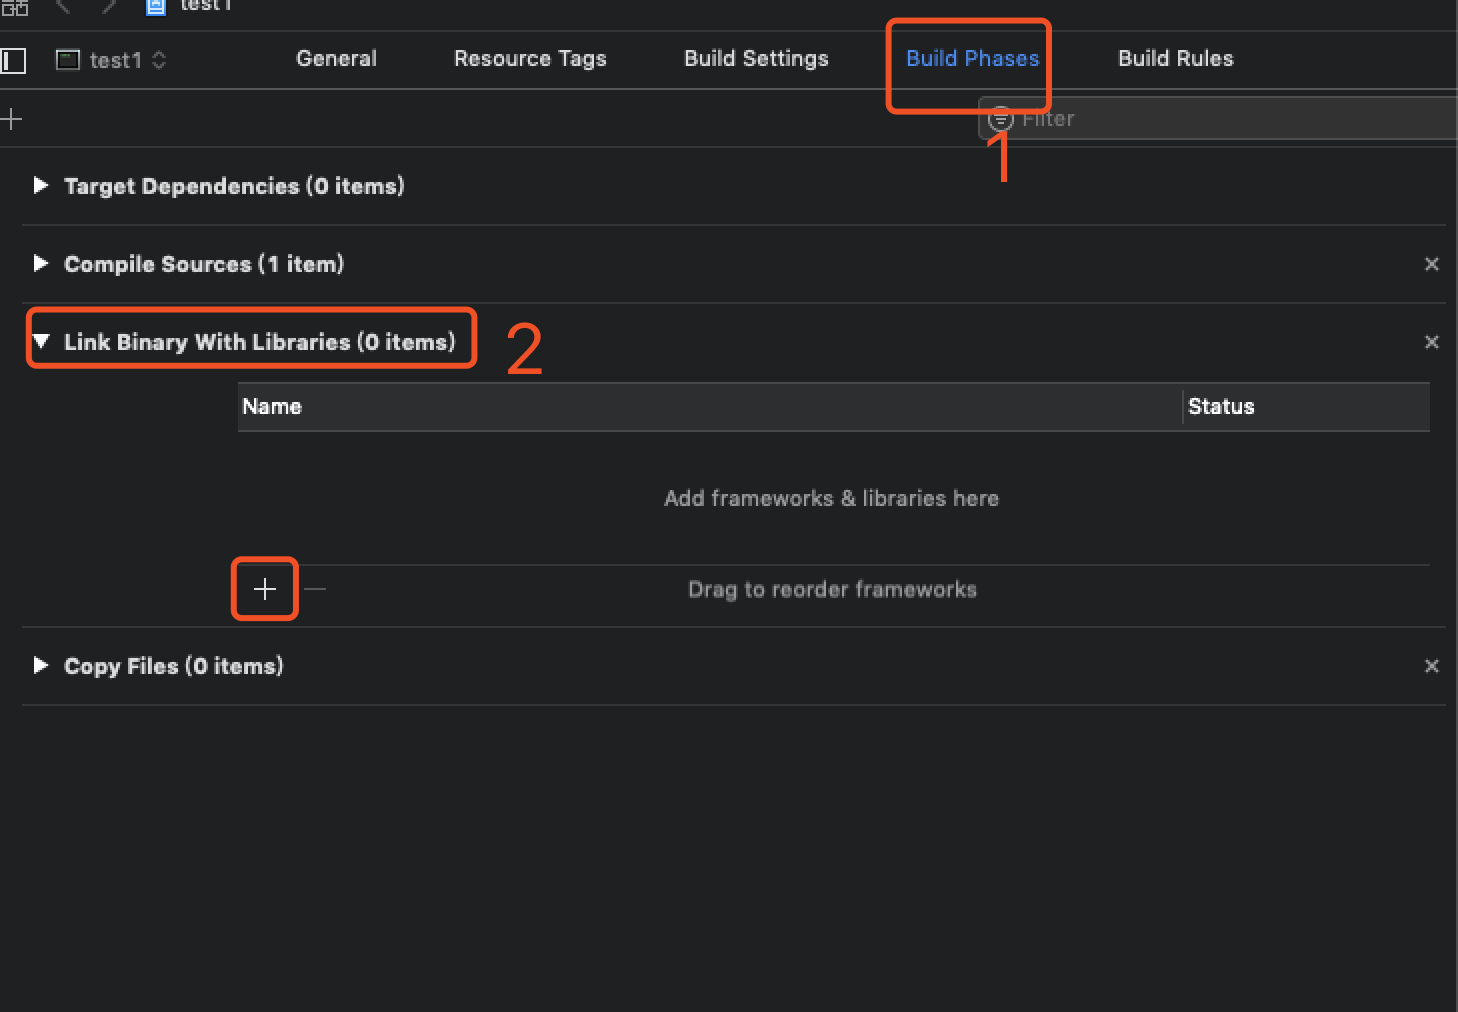 test1
test1
General
Resource Tags
Build Settings
Build Phases
Build Rules
Filter
1
Target Dependencies (0 items)
Compile Sources (1 item)
Link Binary With Libraries (0 items)
2
Name
Status
Add frameworks & libraries here
Drag to reorder frameworks
Copy Files (0 items)